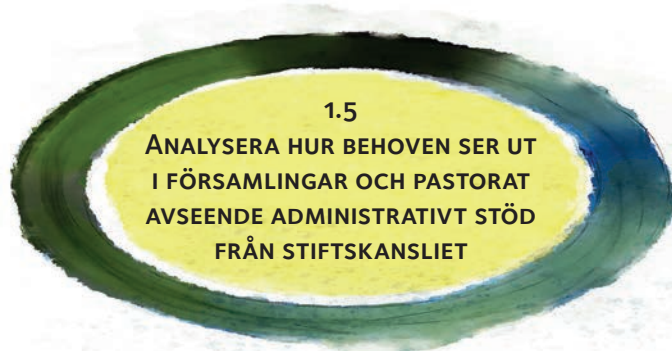 1.5
ANALYSERA HUR BEHOVEN SER UT
I FÖRSAMLINGAR OCH PASTORAT
AVSEENDE ADMINISTRATIVT STÖD
FRÅN STIFTSKANSLIET